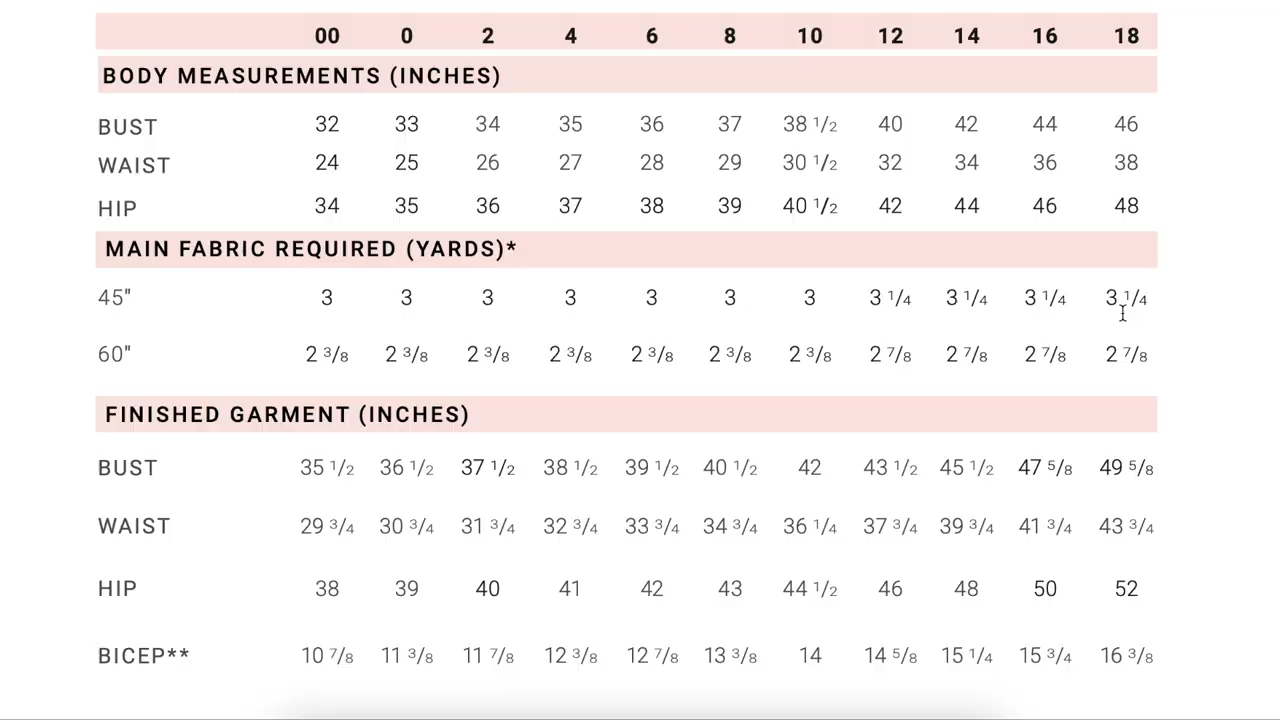 00 0 2 4 6 8 10 12 14 16 18
BODY MEASUREMENTS (INCHES)
BUST 32 33 34 35 36 37 38 1/2 40 42 44 46
WAIST 24 25 26 27 28 29 30 1/2 32 34 36 38
HIP 34 35 36 37 38 39 40 1/2 42 44 46 48
MAIN FABRIC REQUIRED (YARDS)*
45" 3 3 3 3 3 3 3 3 1/4 3 1/4 3 1/4 3 1/4
60" 2 3/8 2 3/8 2 3/8 2 3/8 2 3/8 2 3/8 2 3/8 2 7/8 2 7/8 2 7/8 2 7/8
FINISHED GARMENT (INCHES)
BUST 35 1/2 36 1/2 37 1/2 38 1/2 39 1/2 40 1/2 42 43 1/2 45 1/2 47 5/8 49 5/8
WAIST 29 3/4 30 3/4 31 3/4 32 3/4 33 3/4 34 3/4 36 1/4 37 3/4 39 3/4 41 3/4 43 3/4
HIP 38 39 40 41 42 43 44 1/2 46 48 50 52
BICEP** 10 7/8 11 3/8 11 7/8 12 3/8 12 7/8 13 3/8 14 14 5/8 15 1/4 15 3/4 16 3/8